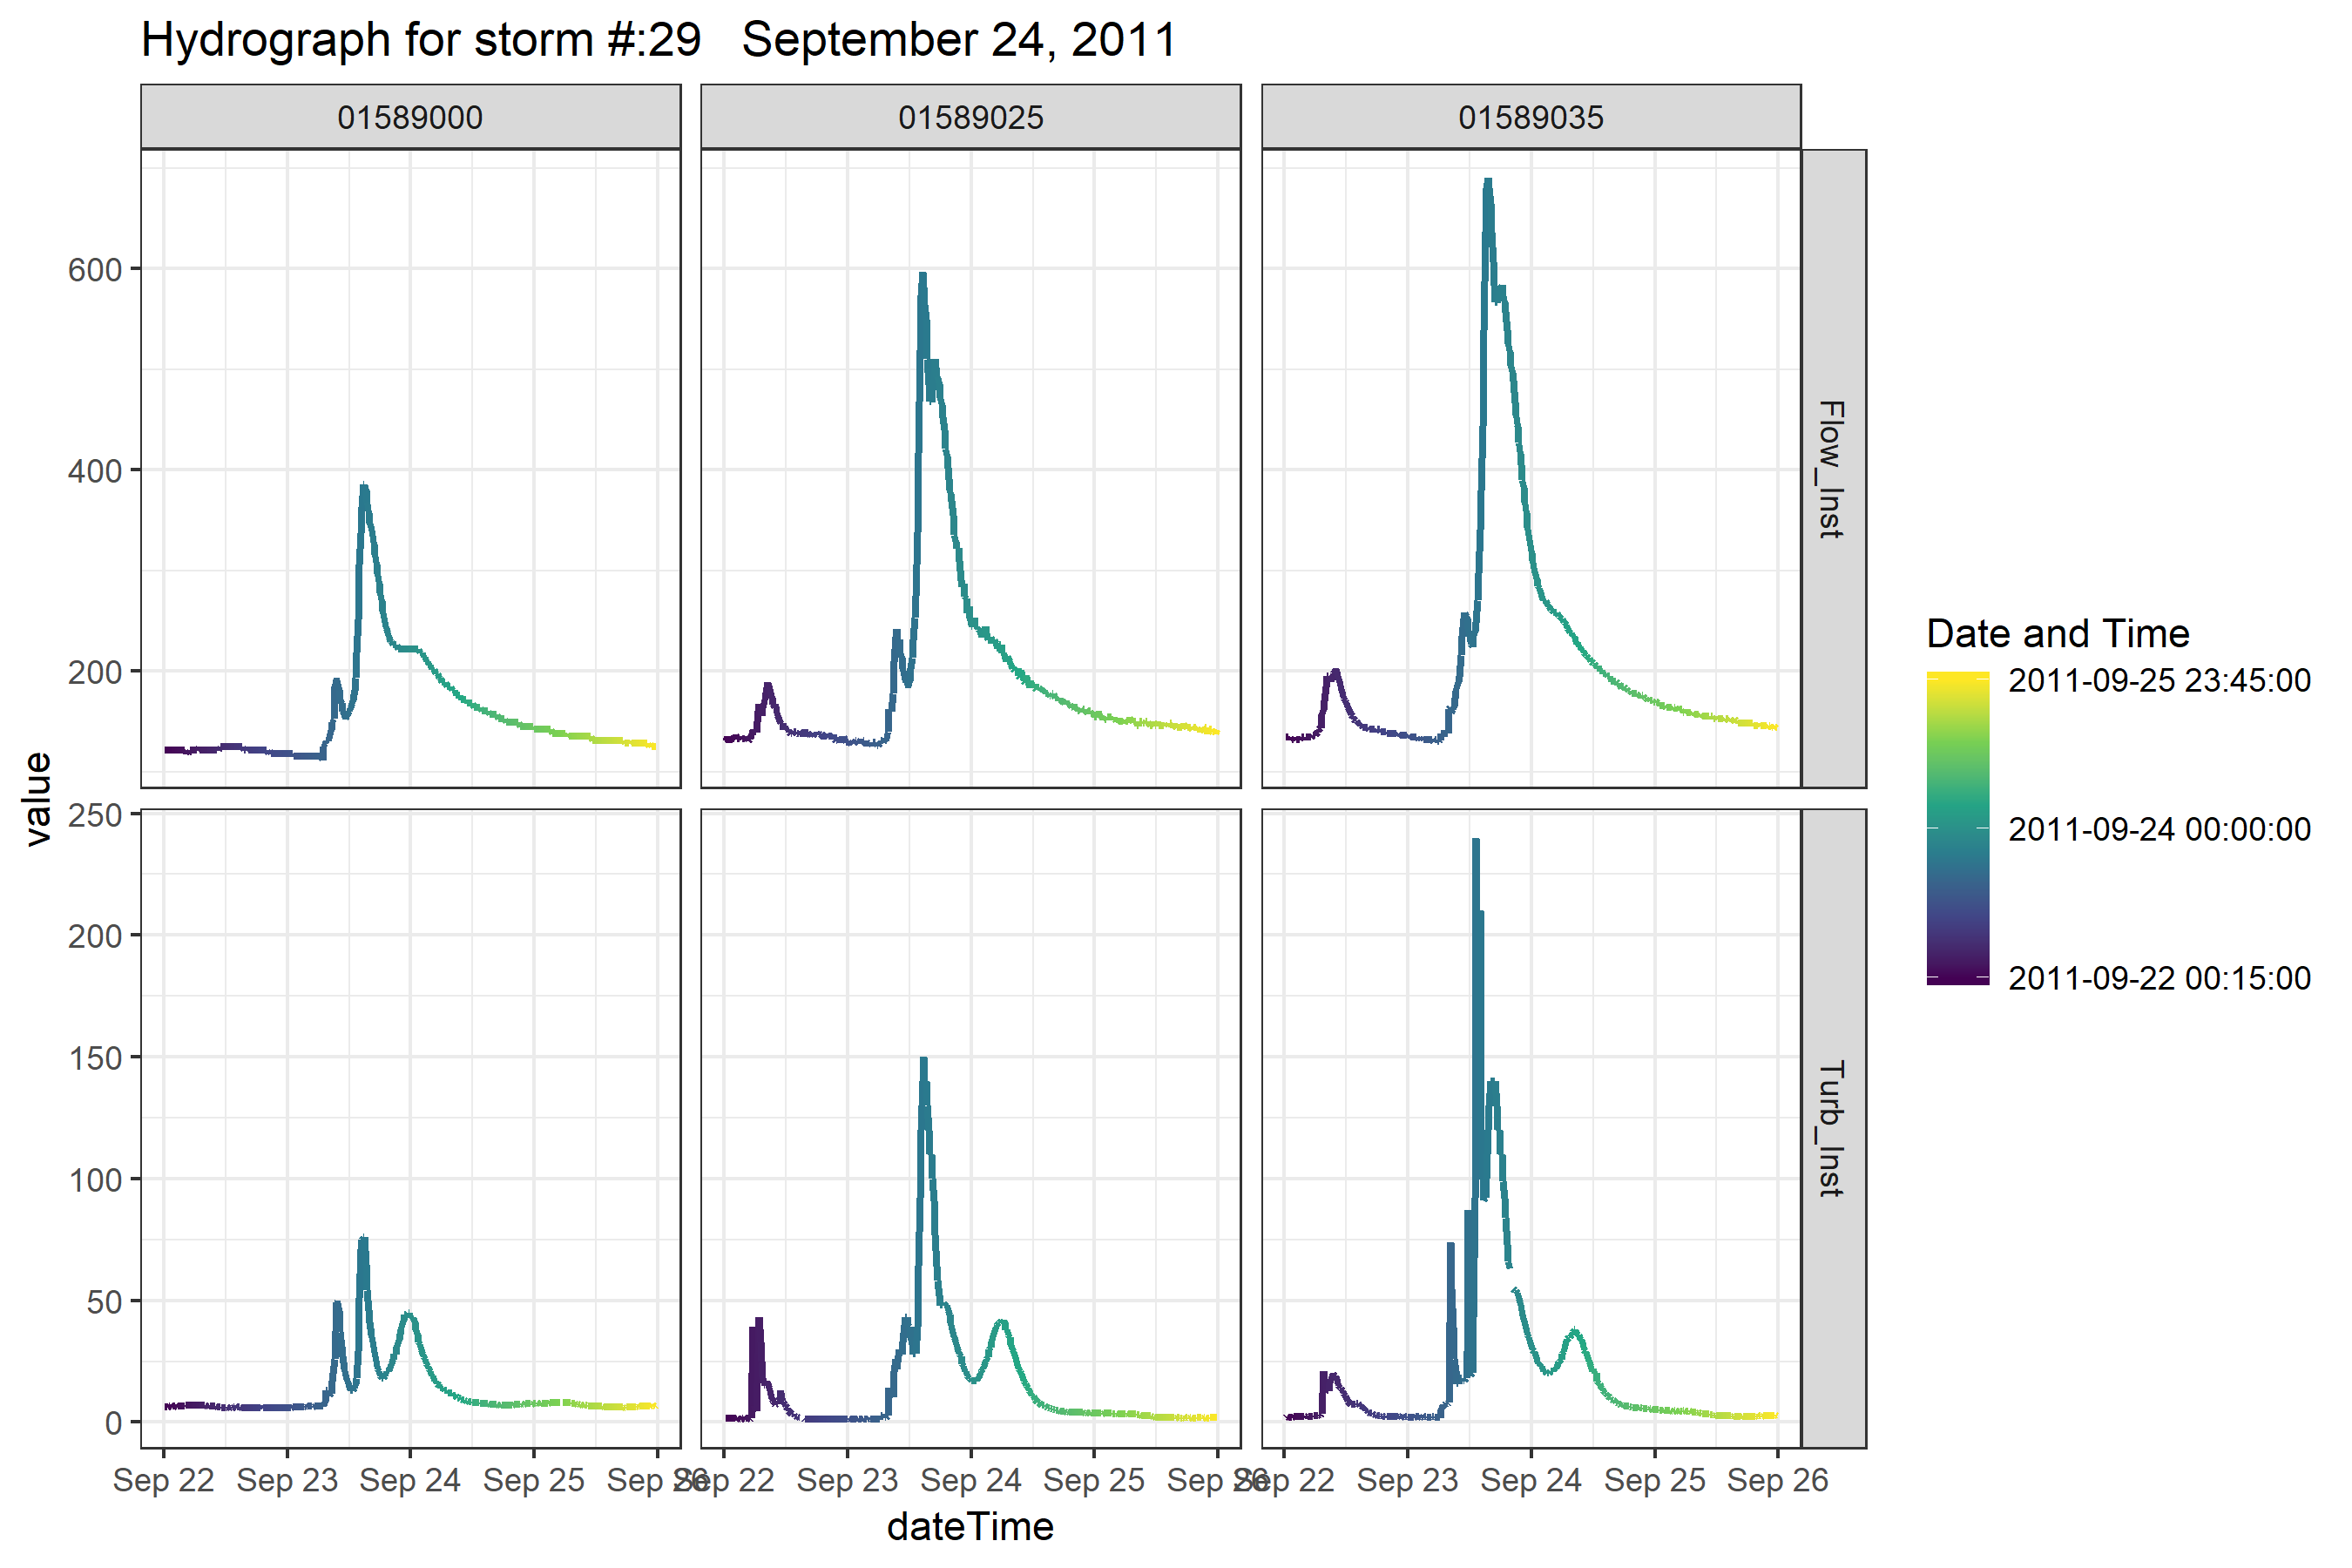 Hydrograph for storm #:29   September 24, 2011
01589000
01589025
01589035
600
400
200
Flow_Inst
value
250
200
150
100
50
0
Turb_Inst
Sep 22
Sep 23
Sep 24
Sep 25
Sep 26
Sep 22
Sep 23
Sep 24
Sep 25
Sep 26
Sep 22
Sep 23
Sep 24
Sep 25
Sep 26
dateTime
Date and Time
2011-09-25 23:45:00
2011-09-24 00:00:00
2011-09-22 00:15:00